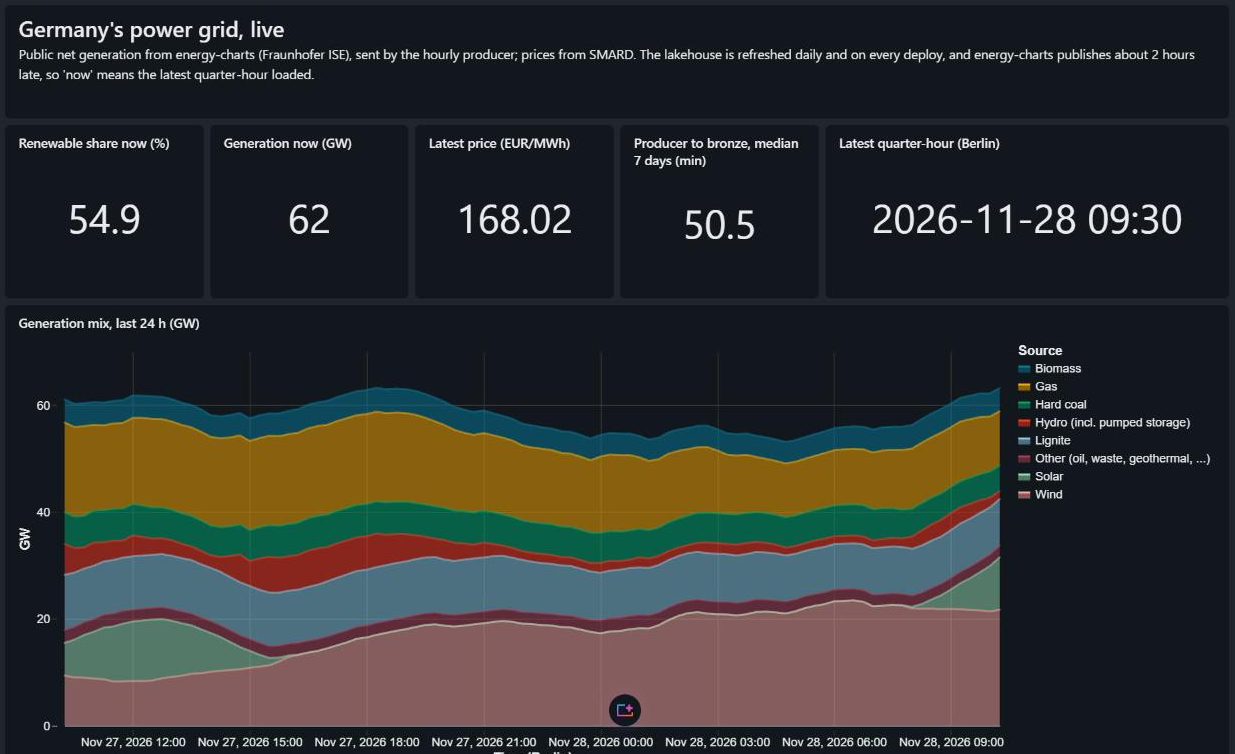 Germany's power grid, live
Public net generation from energy-charts (Fraunhofer ISE), sent by the hourly producer; prices from SMARD. The lakehouse is refreshed daily and on every deploy, and energy-charts publishes about 2 hours
late, so 'now' means the latest quarter-hour loaded.
Renewable share now (%)
54.9
Generation now (GW)
62
Latest price (EUR/MWh)
168.02
Producer to bronze, median
7 days (min)
50.5
Latest quarter-hour (Berlin)
2026-11-28 09:30
Generation mix, last 24 h (GW)
Source
Biomass
Gas
Hard coal
Hydro (incl. pumped storage)
Lignite
Other (oil, waste, geothermal, ...)
Solar
Wind
GW
60
40
20
0
Nov 27, 2026 12:00
Nov 27, 2026 15:00
Nov 27, 2026 18:00
Nov 27, 2026 21:00
Nov 28, 2026 00:00
Nov 28, 2026 03:00
Nov 28, 2026 06:00
Nov 28, 2026 09:00